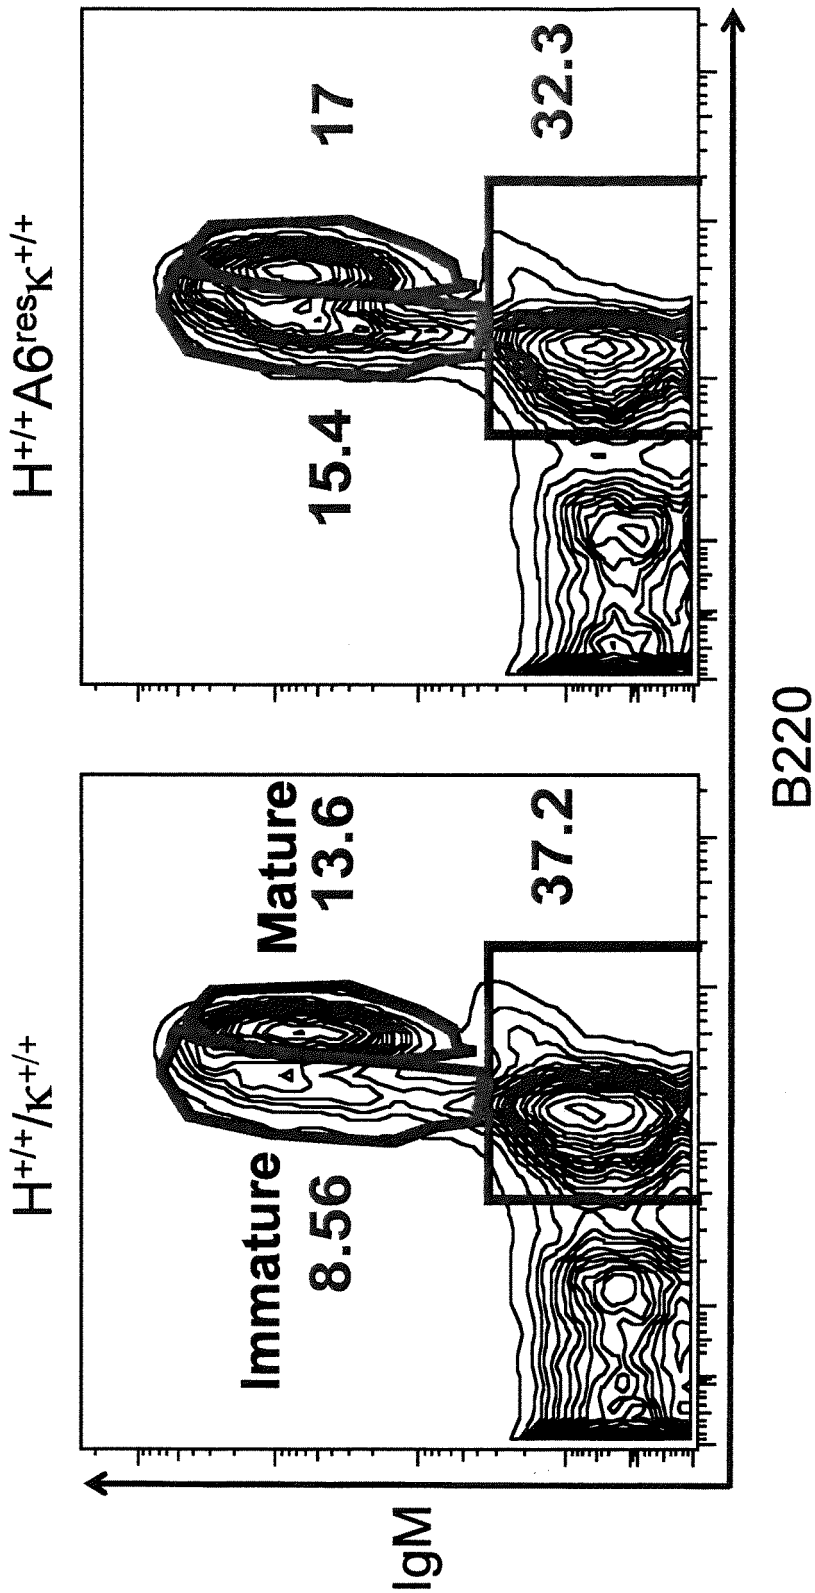 H+/+/κ+/+
H+/+A6resκ+/+
Immature
8.56
Mature
13.6
37.2
15.4
17
32.3
IgM
B220